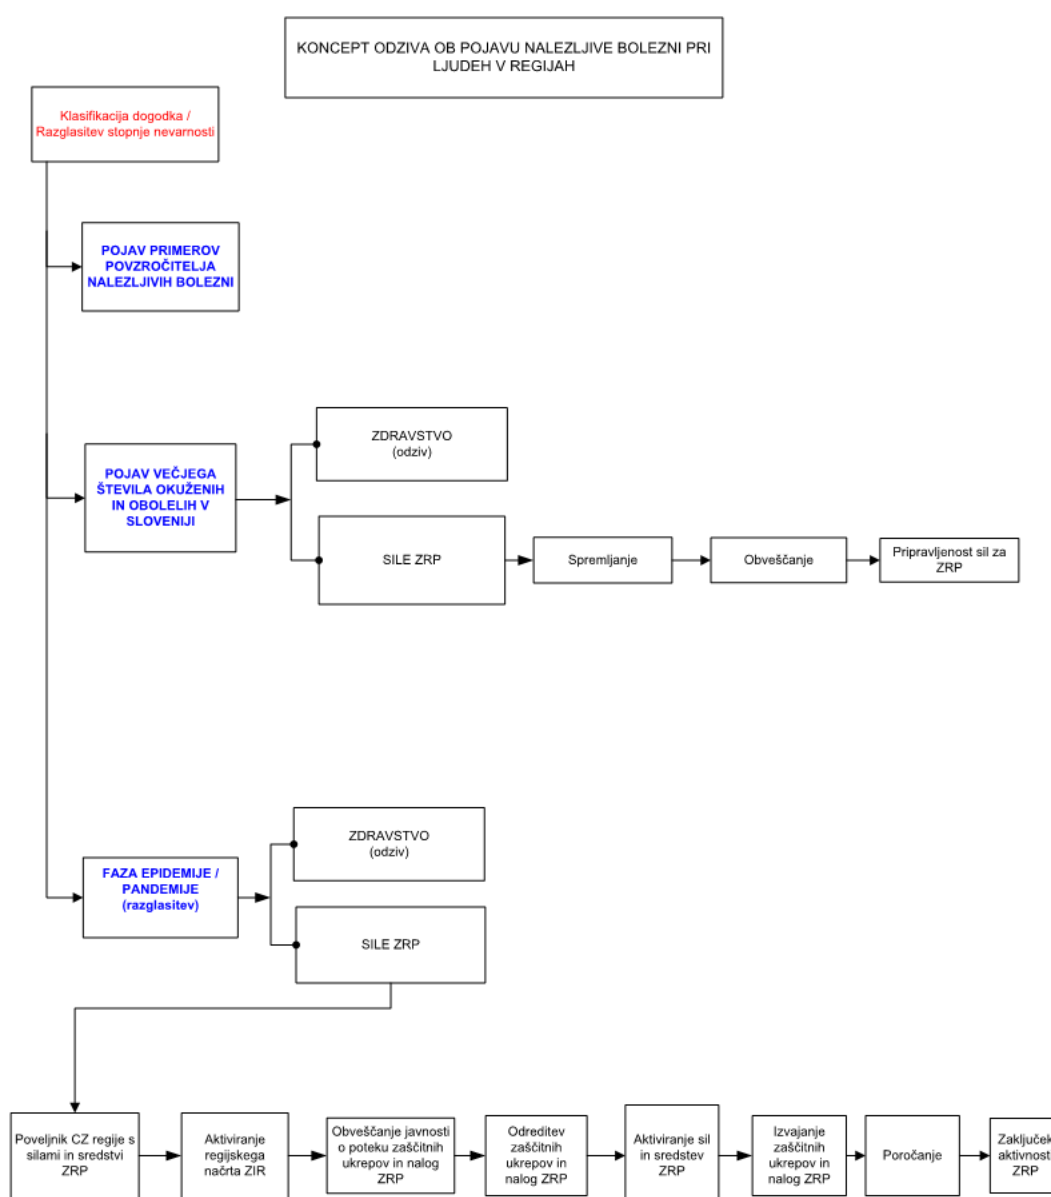 KONCEPT ODZIVA OB POJAVU NALEZLJIVE BOLEZNI PRI
LJUDEH V REGIJAH
Klasifikacija dogodka /
Razglasitev stopnje nevarnosti
POJAV PRIMEROV
POVZROČITELJA
NALEZLJIVIH BOLEZNI
POJAV VEČJEGA
ŠTEVILA OKUŽENIH
IN OBOLELIH V
SLOVENIJI
ZDRAVSTVO
(odziv)
SILE ZRP
Spremljanje
Obveščanje
Pripravljenost sil za
ZRP
FAZA EPIDEMIJE /
PANDEMIJE
(razglasitev)
ZDRAVSTVO
(odziv)
SILE ZRP
Poveljnik CZ regije s
silami in sredstvi
ZRP
Aktiviranje
regijskega
načrta ZIR
Obveščanje javnosti
o poteku zaščitnih
ukrepov in nalog
ZRP
Odreditev
zaščitnih
ukrepov in
nalog ZRP
Aktiviranje sil
in sredstev
ZRP
Izvajanje
zaščitnih
ukrepov in
nalog ZRP
Poročanje
Zaključek
aktivnosti
ZRP